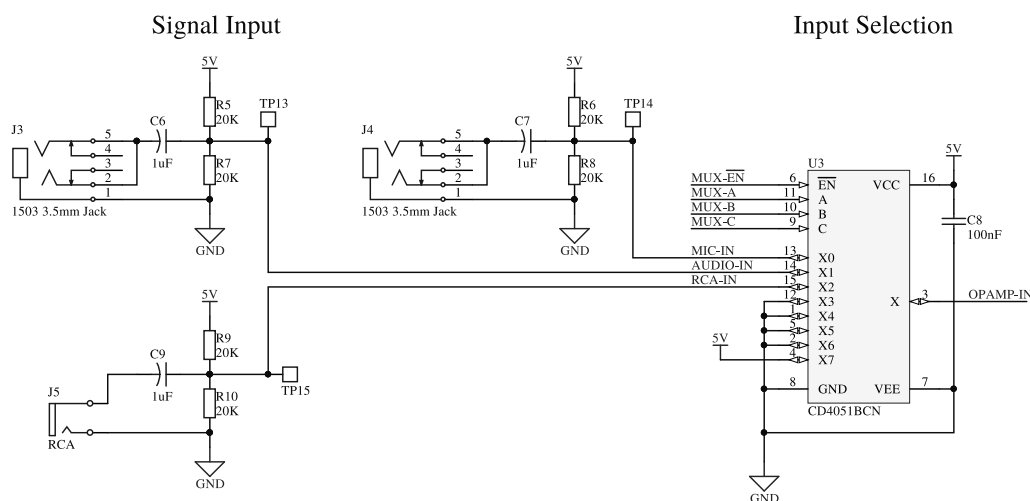 Signal Input
Input Selection
5V
R5
20K
TP13
J3
C6
1uF
5
4
3
2
1
R7
20K
1503 3.5mm Jack
GND
5V
R6
20K
TP14
J4
C7
1uF
5
4
3
2
1
R8
20K
1503 3.5mm Jack
GND
5V
R9
20K
C9
1uF
TP15
J5
R10
20K
RCA
GND
U3
5V
MUX-EN
6
EN
VCC
16
MUX-A
11
A
MUX-B
10
B
MUX-C
9
C
C8
100nF
MIC-IN
13
X0
AUDIO-IN
14
X1
RCA-IN
15
X2
12
X3
X
3
OPAMP-IN
1
X4
5
X5
2
X6
5V
4
X7
8
GND
VEE
7
CD4051BCN
GND